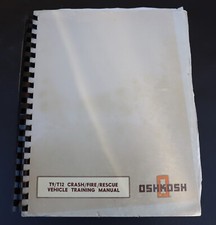 T9/T12 CRASH/FIRE/RESCUE
VEHICLE TRAINING MANUAL
OSHKOSH